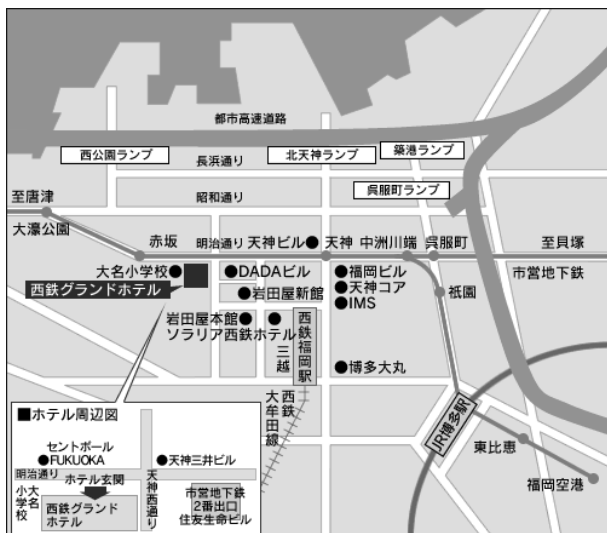 都市高速道路
西公園ランプ
北天神ランプ
築港ランプ
長浜通り
呉服町ランプ
昭和通り
至唐津
大濠公園
赤坂
明治通り
天神ビル●
天神
中洲川端
呉服町
至貝塚
市営地下鉄
大名小学校●
●DADAビル
●福岡ビル
●天神コア
●IMS
祇園
西鉄グランドホテル
●岩田屋新館
岩田屋本館●
ソラリア西鉄ホテル
西鉄福岡駅
三越
●博多大丸
西鉄
大牟田線
JR博多駅
東比恵
福岡空港
■ホテル周辺図
セントポール
●FUKUOKA
●天神三井ビル
明治通り
ホテル玄関
天神西通り
大名
小学校
西鉄グランド
ホテル
市営地下鉄
2番出口
住友生命ビル